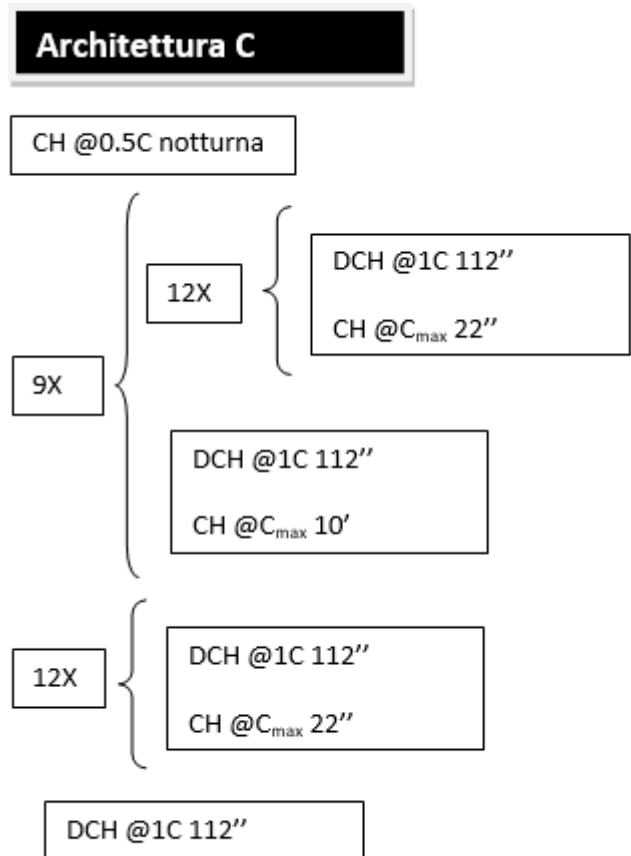 Architettura C
CH @0.5C notturna
12X
DCH @1C 112’’
CH @Cmax 22’’
9X
DCH @1C 112’’
CH @Cmax 10’
12X
DCH @1C 112’’
CH @Cmax 22’’
DCH @1C 112’’